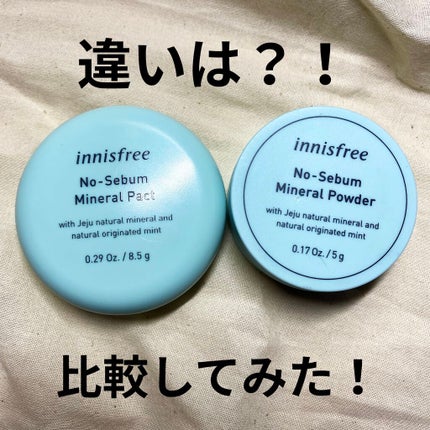 違いは?!
innisfree
No-Sebum
Mineral Pact
with Jeju natural mineral and
natural originated mint
0.29 Oz. / 8.5 g
innisfree
No-Sebum
Mineral Powder
with Jeju natural mineral and
natural originated mint
0.17 Oz. / 5 g
比較してみた!